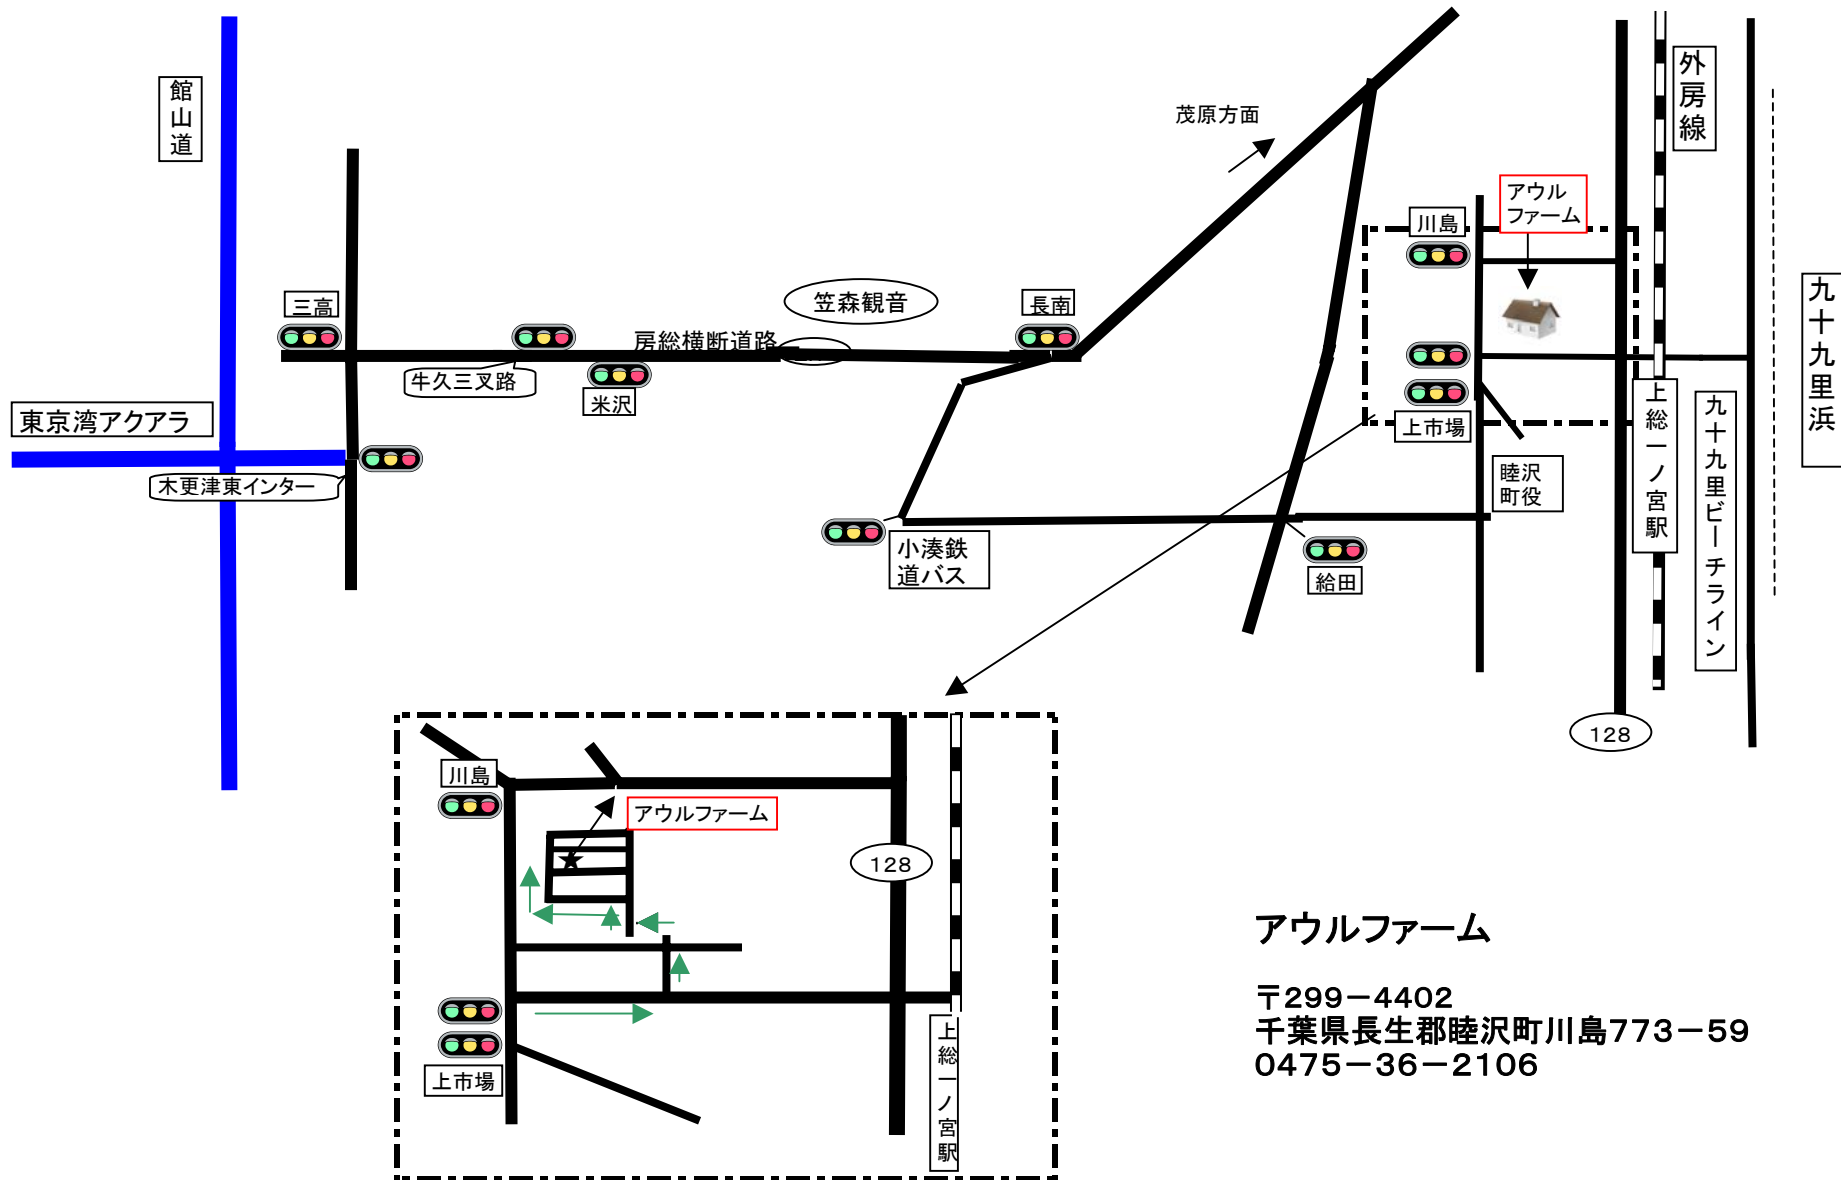 館山道
外房線
茂原方面
アウル
ファーム
川島
九十九里浜
三高
笠森観音
長南
房総横断道路
牛久三叉路
米沢
東京湾アクアラ
上市場
上総一ノ宮駅
九十九里ビーチライン
木更津東インター
睦沢
町役
小湊鉄
道バス
給田
128
川島
アウルファーム
128
上市場
上総一ノ宮駅
アウルファーム
〒299－4402
千葉県長生郡睦沢町川島773－59
0475－36－2106